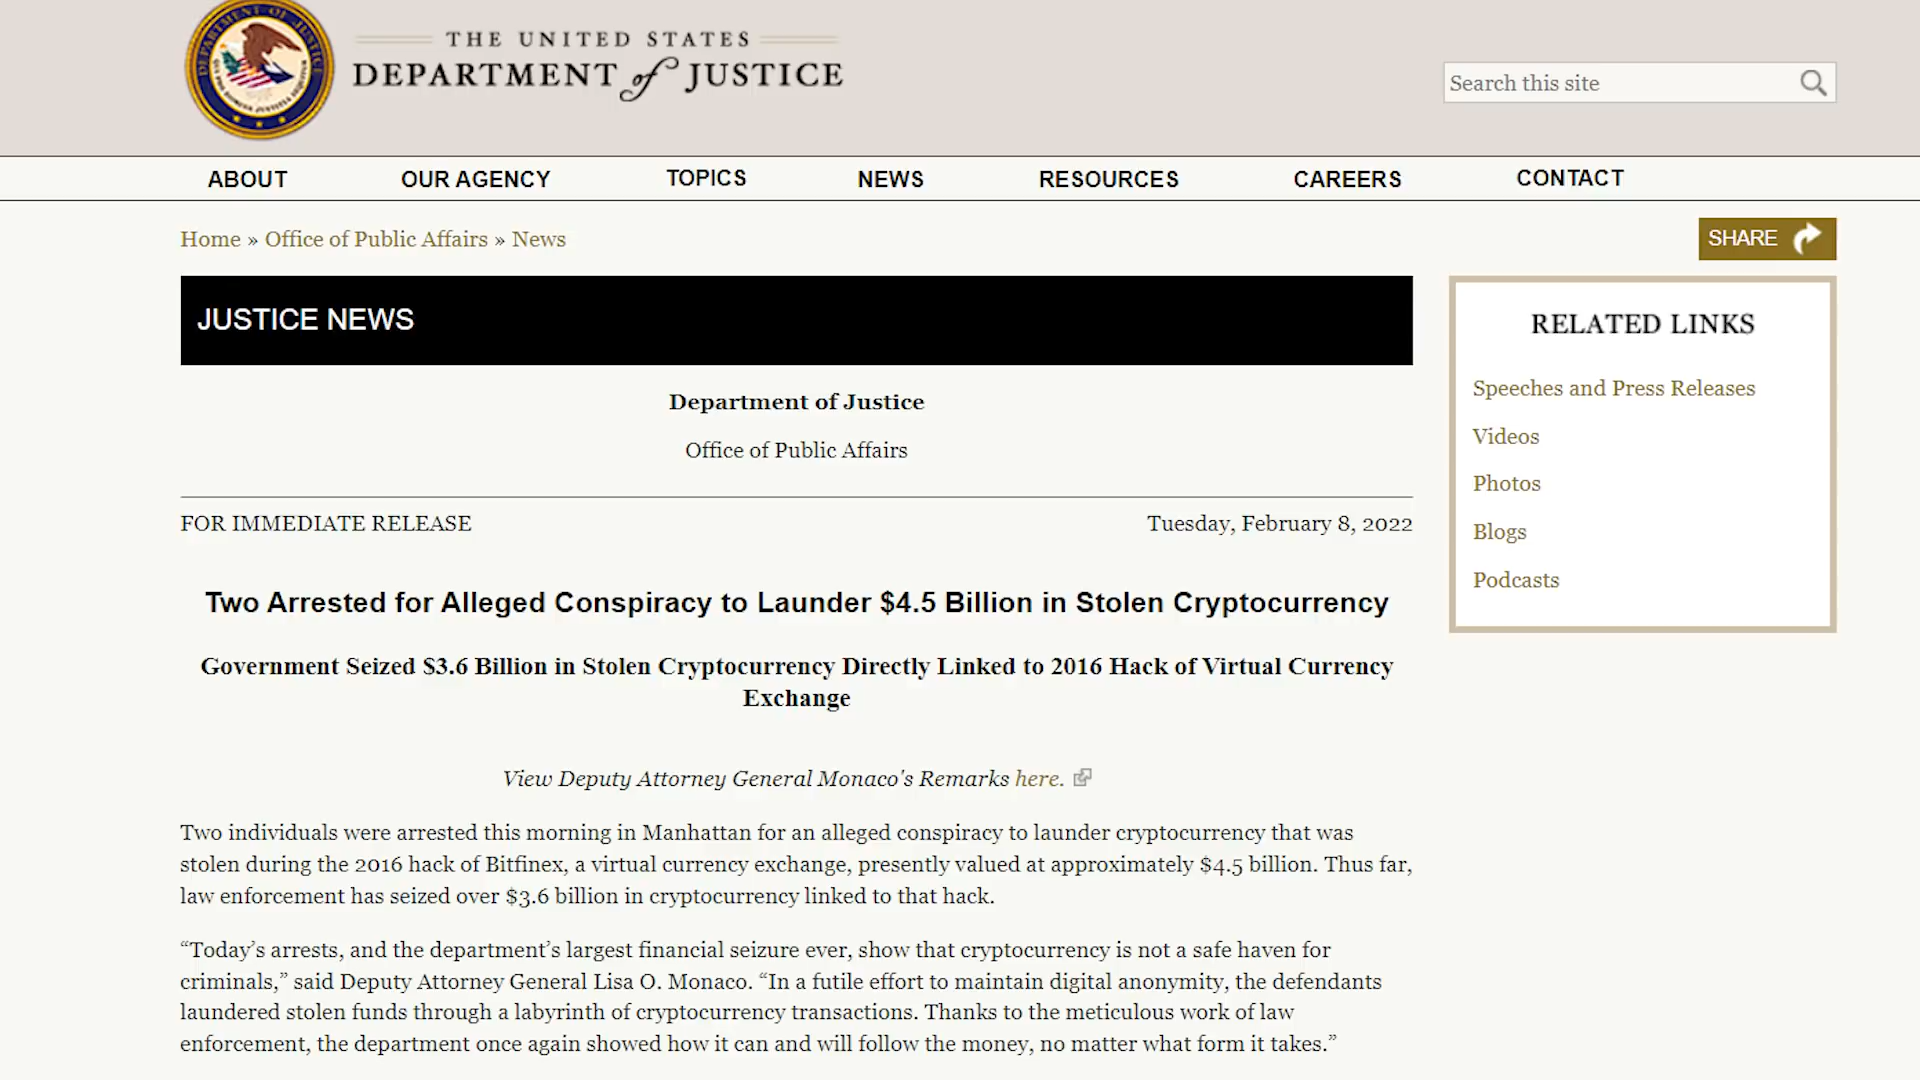 DEPARTMENT OF JUSTICE
THE UNITED STATES
DEPARTMENT of JUSTICE
Search this site
ABOUT OUR AGENCY TOPICS NEWS RESOURCES CAREERS CONTACT
Home » Office of Public Affairs » News
SHARE
JUSTICE NEWS
Department of Justice
Office of Public Affairs
FOR IMMEDIATE RELEASE
Tuesday, February 8, 2022
Two Arrested for Alleged Conspiracy to Launder $4.5 Billion in Stolen Cryptocurrency
Government Seized $3.6 Billion in Stolen Cryptocurrency Directly Linked to 2016 Hack of Virtual Currency
Exchange
View Deputy Attorney General Monaco's Remarks here.
Two individuals were arrested this morning in Manhattan for an alleged conspiracy to launder cryptocurrency that was
stolen during the 2016 hack of Bitfinex, a virtual currency exchange, presently valued at approximately $4.5 billion. Thus far,
law enforcement has seized over $3.6 billion in cryptocurrency linked to that hack.
“Today’s arrests, and the department’s largest financial seizure ever, show that cryptocurrency is not a safe haven for
criminals,” said Deputy Attorney General Lisa O. Monaco. “In a futile effort to maintain digital anonymity, the defendants
laundered stolen funds through a labyrinth of cryptocurrency transactions. Thanks to the meticulous work of law
enforcement, the department once again showed how it can and will follow the money, no matter what form it takes.”
RELATED LINKS
Speeches and Press Releases
Videos
Photos
Blogs
Podcasts